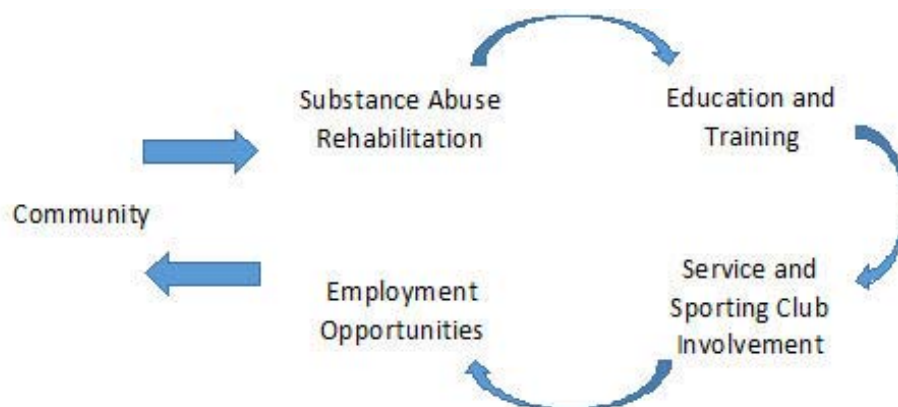 Substance Abuse
Rehabilitation
Education and
Training
Community
Service and
Sporting Club
Involvement
Employment
Opportunities